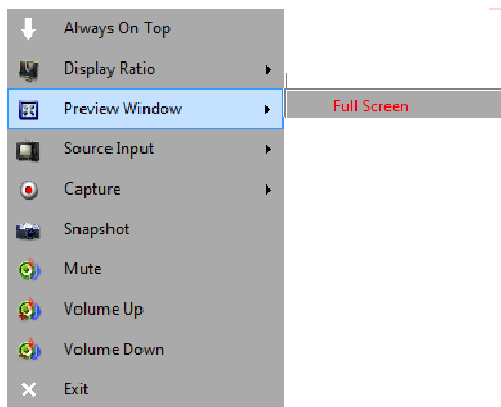 Always On Top
Display Ratio
Preview Window
Full Screen
Source Input
Capture
Snapshot
Mute
Volume Up
Volume Down
Exit